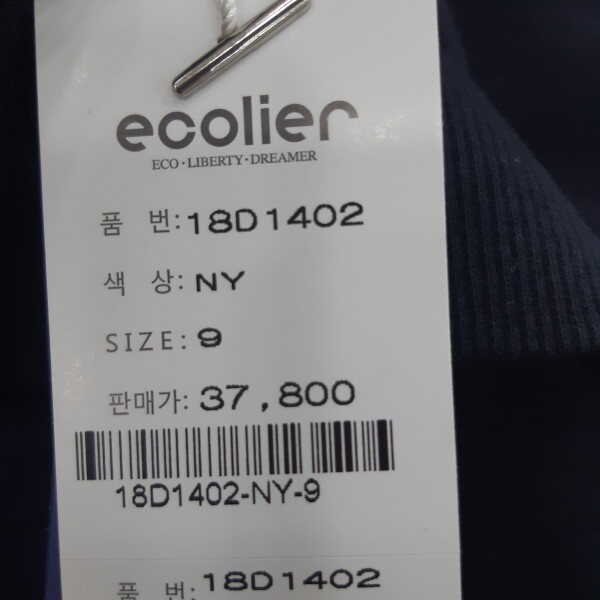 ecolier
ECO·LIBERTY·DREAMER
품 번: 18D1402
색 상: NY
SIZE: 9
판매가: 37,800
18D1402-NY-9
품 번: 18D1402